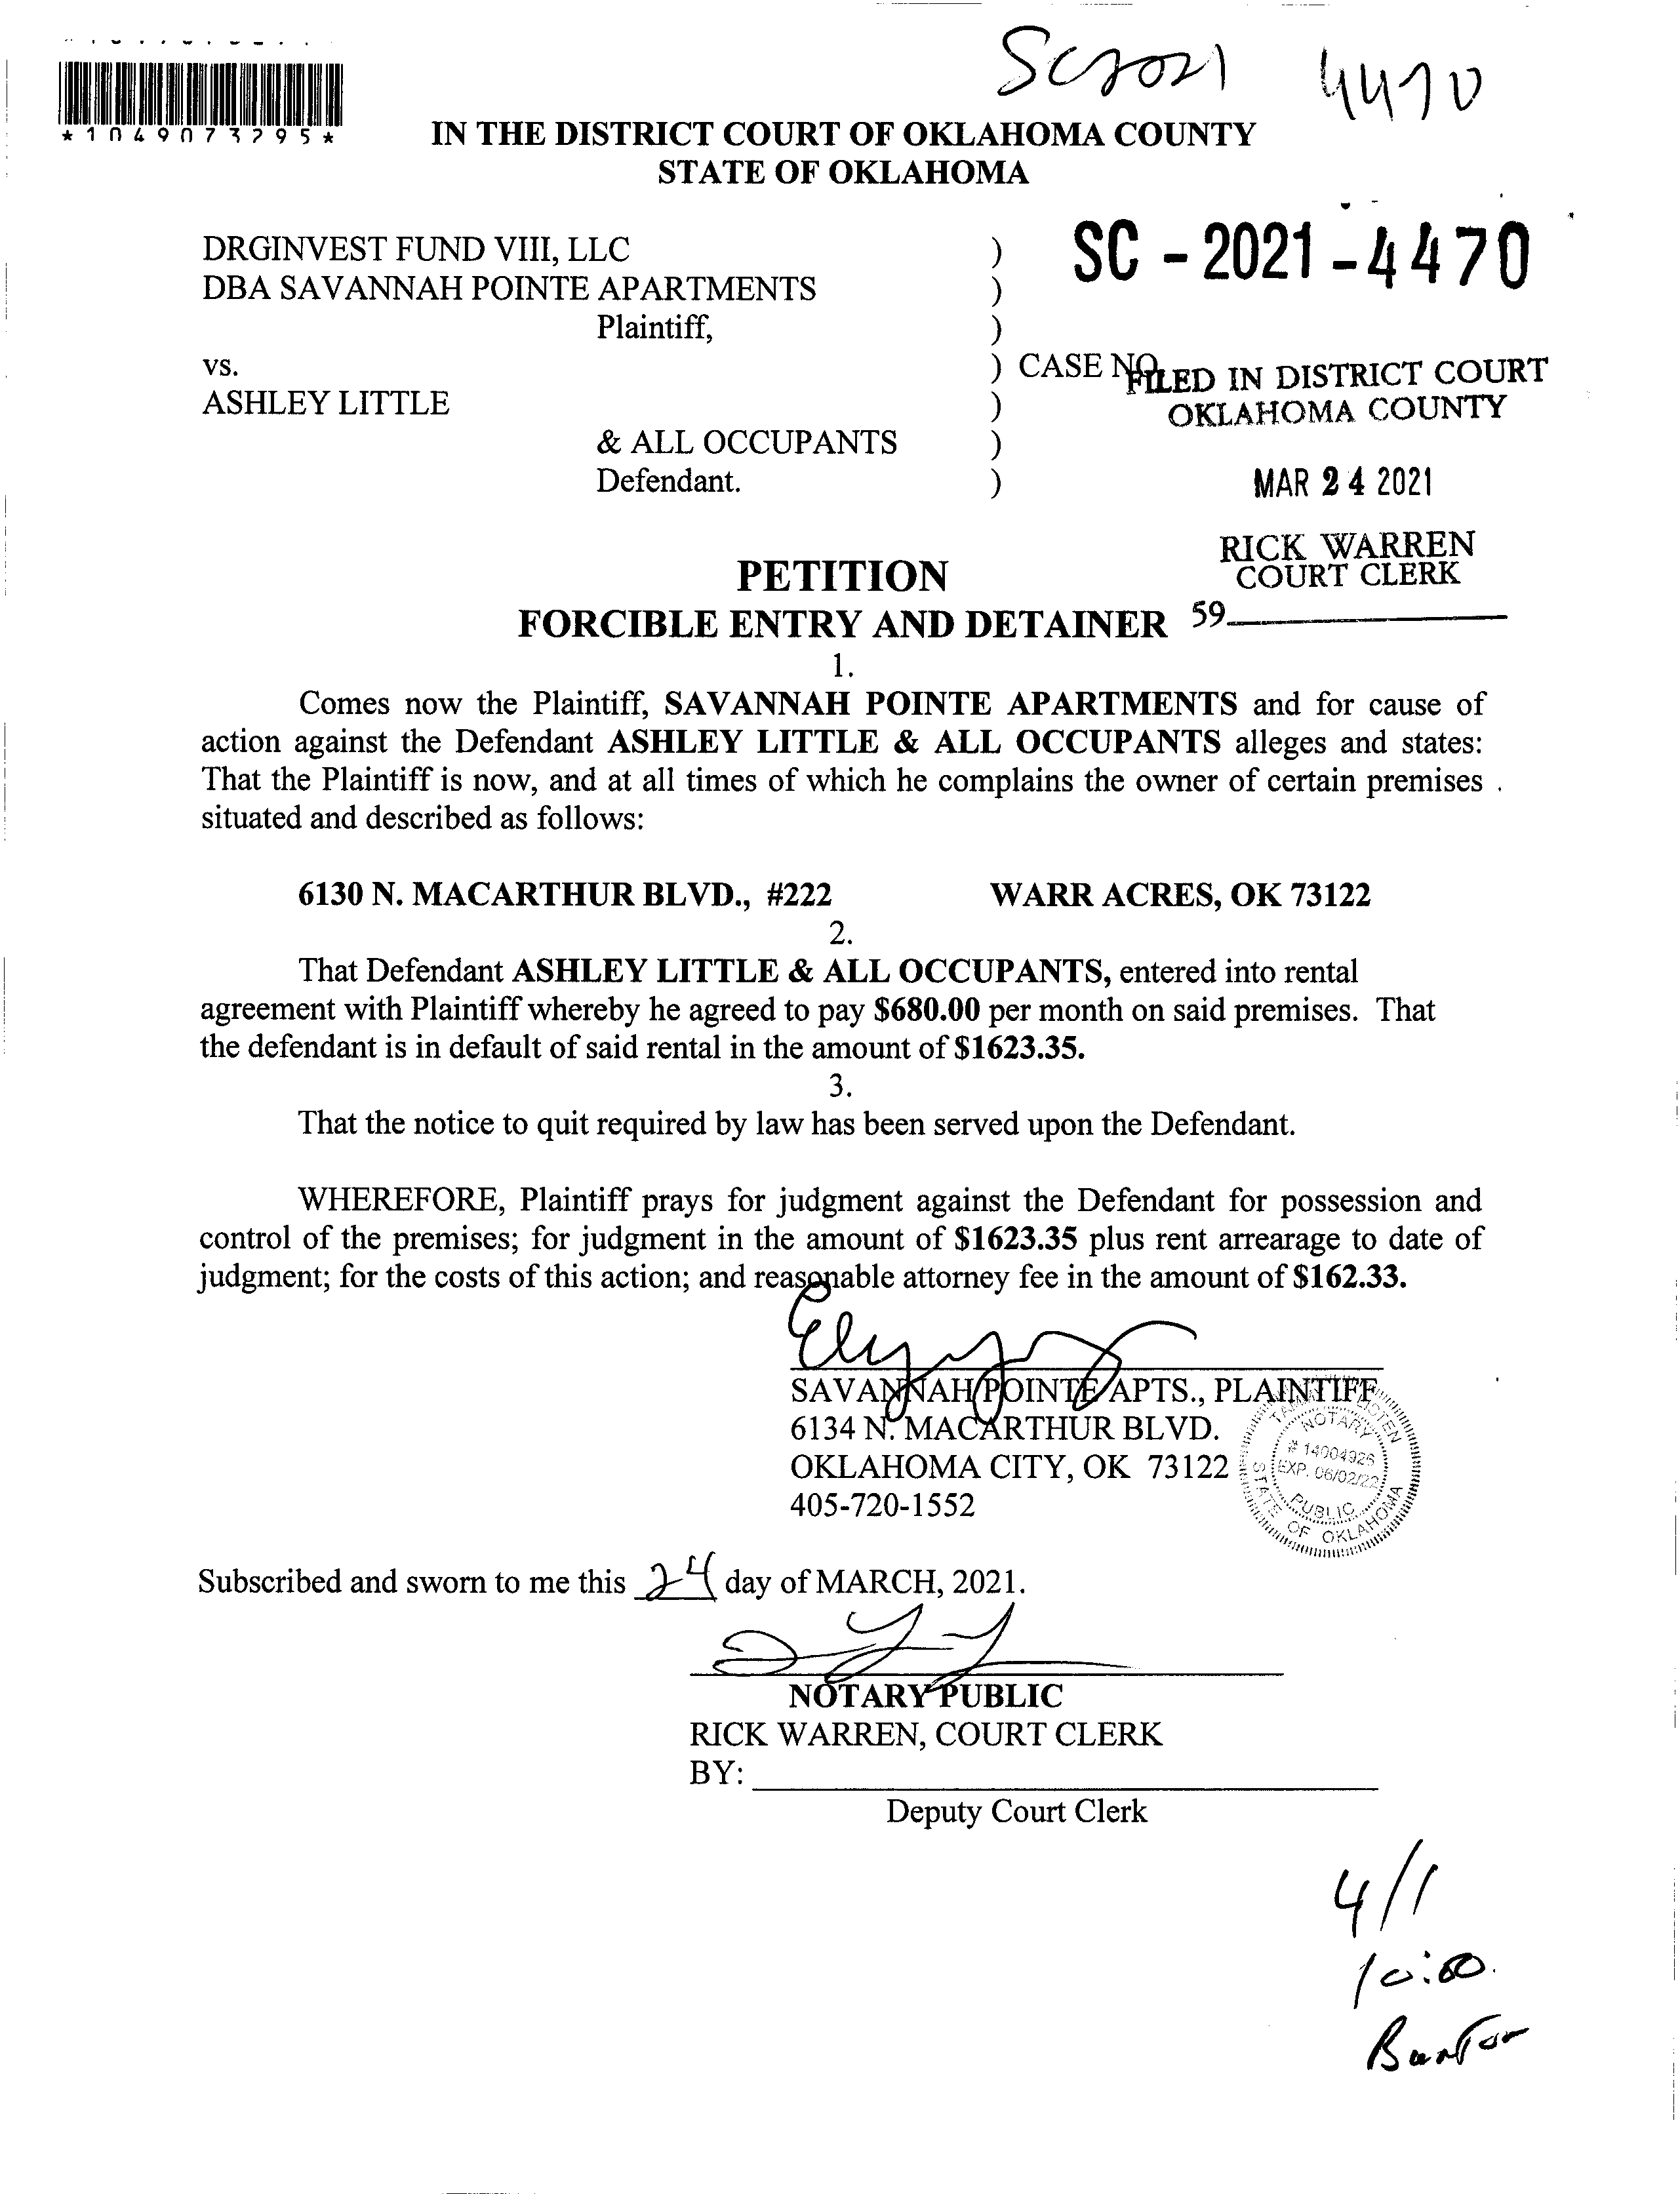 SC2021 4470
*1049073295*
IN THE DISTRICT COURT OF OKLAHOMA COUNTY
STATE OF OKLAHOMA
SC - 2021 - 4470
DRGINVEST FUND VIII, LLC )
DBA SAVANNAH POINTE APARTMENTS )
Plaintiff, )
vs. ) CASE NO.
FILED IN DISTRICT COURT
OKLAHOMA COUNTY
ASHLEY LITTLE )
& ALL OCCUPANTS )
Defendant. )
MAR 24 2021
RICK WARREN
COURT CLERK
59
PETITION
FORCIBLE ENTRY AND DETAINER
1.
Comes now the Plaintiff, SAVANNAH POINTE APARTMENTS and for cause of
action against the Defendant ASHLEY LITTLE & ALL OCCUPANTS alleges and states:
That the Plaintiff is now, and at all times of which he complains the owner of certain premises
situated and described as follows:
6130 N. MACARTHUR BLVD., #222 WARR ACRES, OK 73122
2.
That Defendant ASHLEY LITTLE & ALL OCCUPANTS, entered into rental
agreement with Plaintiff whereby he agreed to pay $680.00 per month on said premises. That
the defendant is in default of said rental in the amount of $1623.35.
3.
That the notice to quit required by law has been served upon the Defendant.
WHEREFORE, Plaintiff prays for judgment against the Defendant for possession and
control of the premises; for judgment in the amount of $1623.35 plus rent arrearage to date of
judgment; for the costs of this action; and reasonable attorney fee in the amount of $162.33.
SAVANNAH POINTE APTS., PLAINTIFF
6134 N. MACARTHUR BLVD.
OKLAHOMA CITY, OK 73122
405-720-1552
NOTARY
# 14004926
EXP. 06/02/22
PUBLIC
STATE OF OKLAHOMA
Subscribed and sworn to me this 24 day of MARCH, 2021.
NOTARY PUBLIC
RICK WARREN, COURT CLERK
BY:
Deputy Court Clerk
4/1
10:00